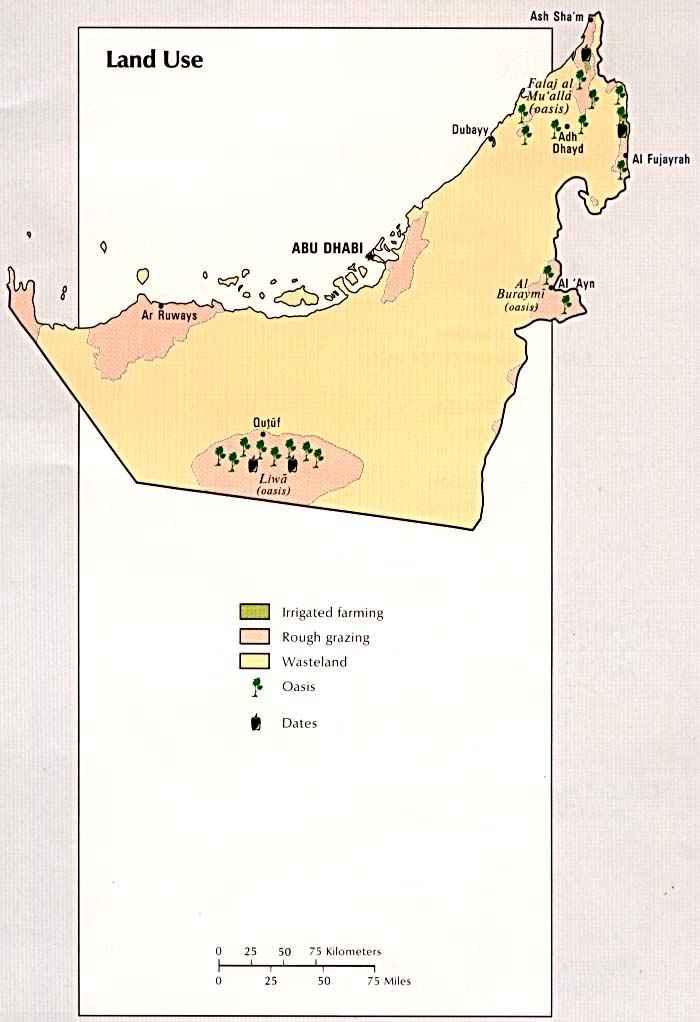 Land Use
Ash Sha'm
Falaj al
Mu'allá
(oasis)
Dubayy
Adh
Dhayd
Al Fujayrah
ABU DHABI
Al
Buraymī
(oasis)
Al 'Ayn
Ar Ruways
Quţūf
Līwā
(oasis)
Irrigated farming
Rough grazing
Wasteland
Oasis
Dates
0 25 50 75 Kilometers
0 25 50 75 Miles